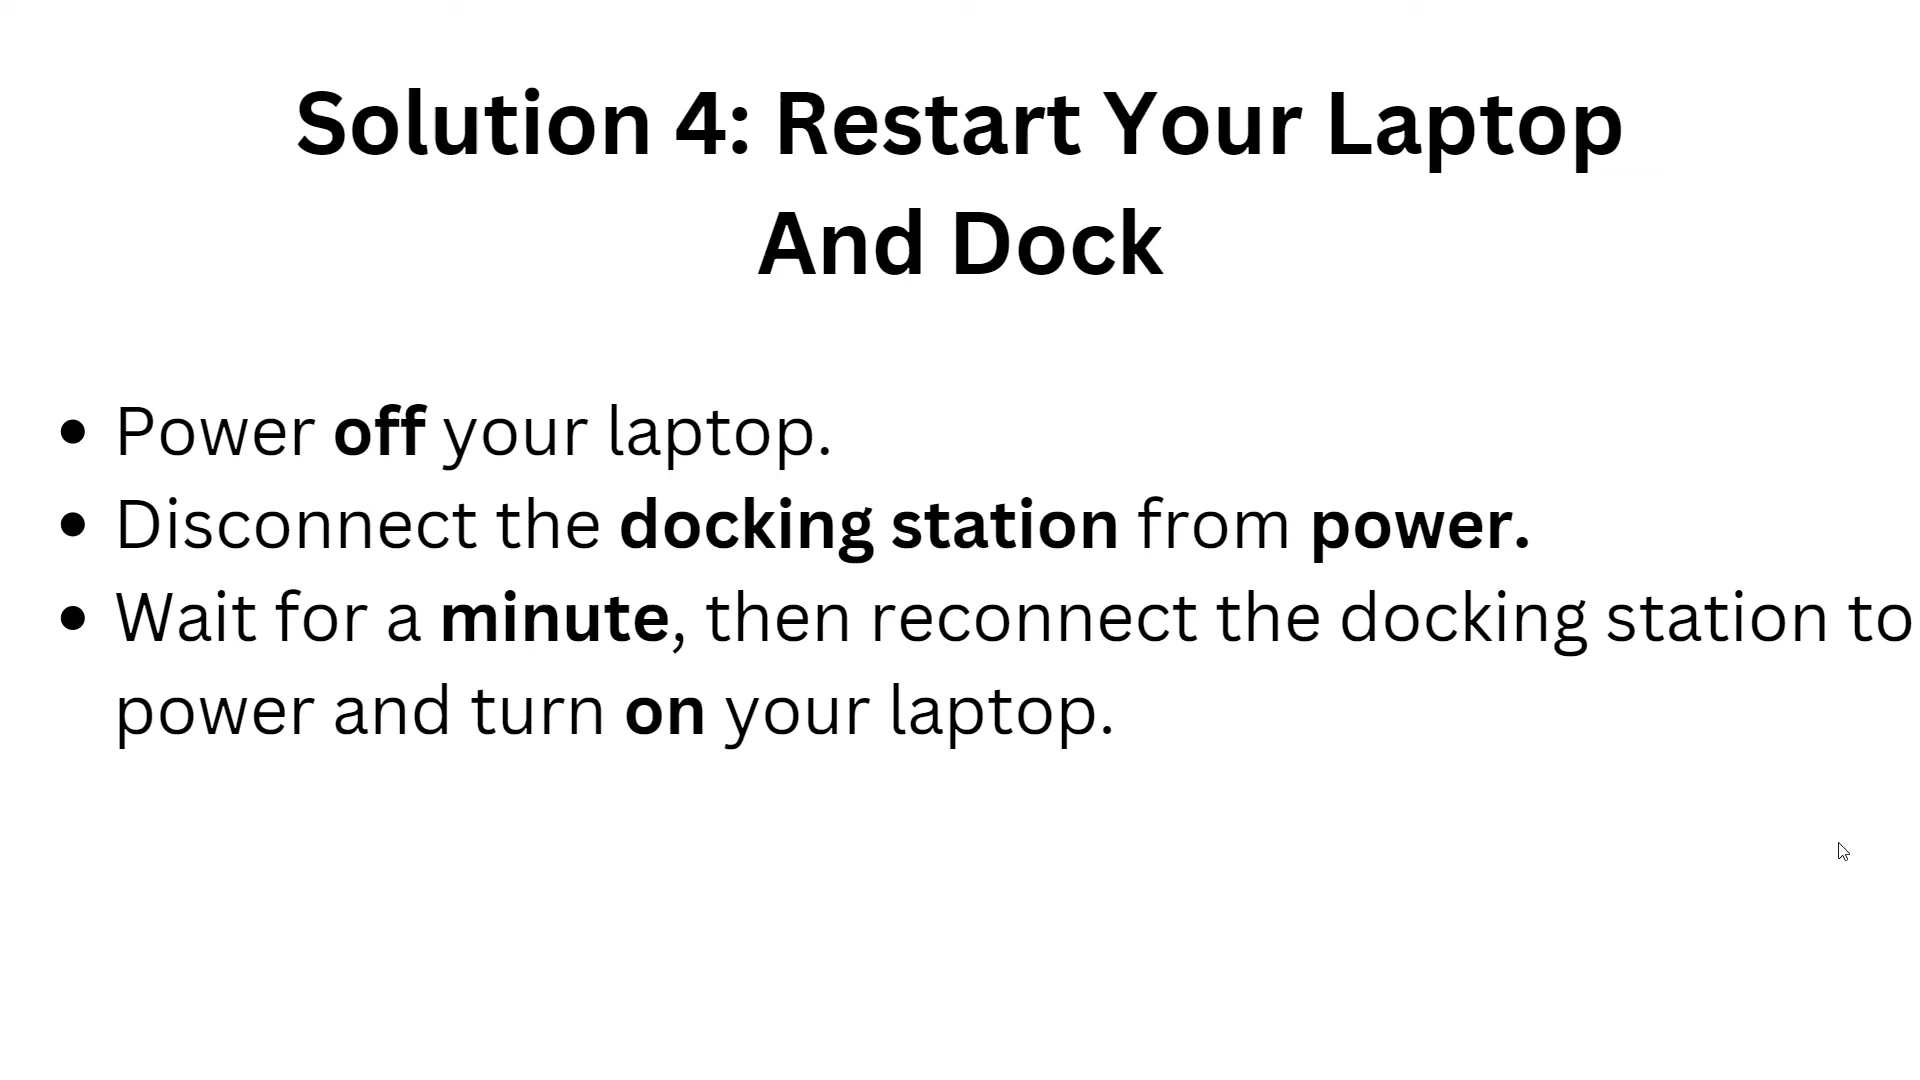 Solution 4: Restart Your Laptop
And Dock
• Power off your laptop.
• Disconnect the docking station from power.
• Wait for a minute, then reconnect the docking station to
power and turn on your laptop.